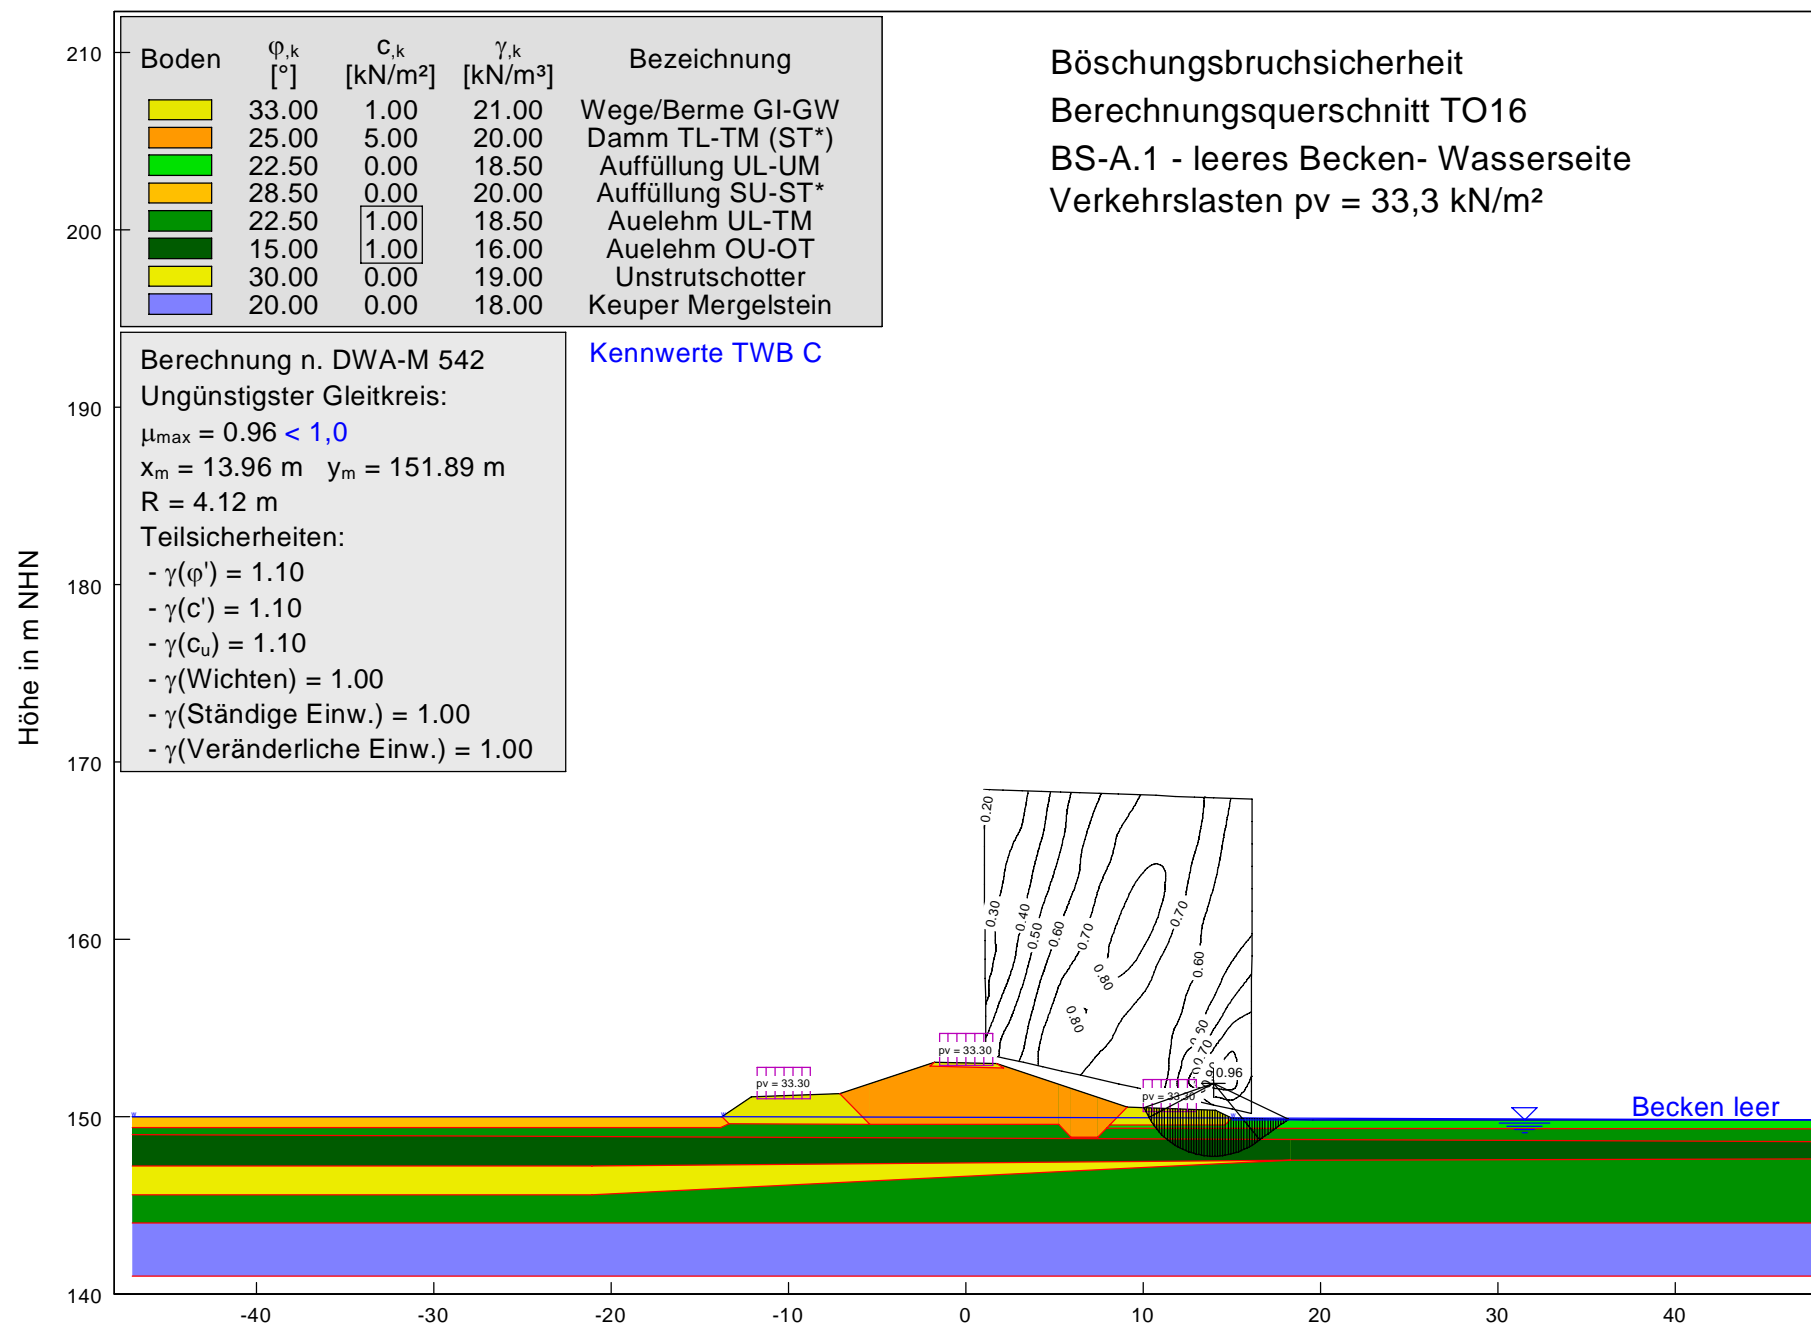 Boden φ,k c,k γ,k Bezeichnung
[°] [kN/m²] [kN/m³]
33.00 1.00 21.00 Wege/Berme GI-GW
25.00 5.00 20.00 Damm TL-TM (ST*)
22.50 0.00 18.50 Auffüllung UL-UM
28.50 0.00 20.00 Auffüllung SU-ST*
22.50 1.00 18.50 Auelehm UL-TM
15.00 1.00 16.00 Auelehm OU-OT
30.00 0.00 19.00 Unstrutschotter
20.00 0.00 18.00 Keuper Mergelstein
Böschungsbruchsicherheit
Berechnungsquerschnitt TO16
BS-A.1 - leeres Becken- Wasserseite
Verkehrslasten pv = 33,3 kN/m²
Kennwerte TWB C
Berechnung n. DWA-M 542
Ungünstigster Gleitkreis:
μmax = 0.96 < 1,0
xm = 13.96 m ym = 151.89 m
R = 4.12 m
Teilsicherheiten:
- γ(φ') = 1.10
- γ(c') = 1.10
- γ(cu) = 1.10
- γ(Wichten) = 1.00
- γ(Ständige Einw.) = 1.00
- γ(Veränderliche Einw.) = 1.00
Höhe in m NHN
210
200
190
180
170
160
150
140
0.20
0.30
0.40
0.50
0.60
0.70
0.80
0.80
0.70
0.60
0.70
0.96
pv = 33.30
pv = 33.30
pv = 33.30
Becken leer
-40 -30 -20 -10 0 10 20 30 40